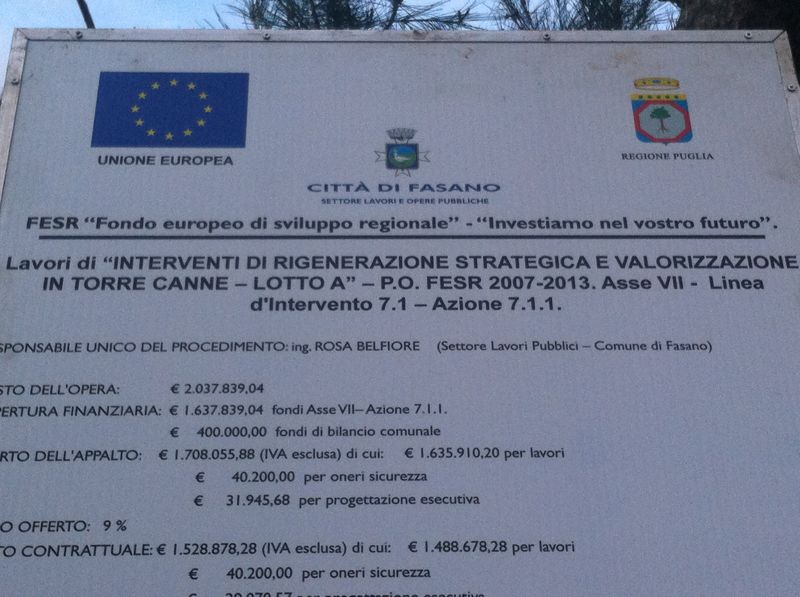 UNIONE EUROPEA
REGIONE PUGLIA
CITTÀ DI FASANO
SETTORE LAVORI E OPERE PUBBLICHE
FESR “Fondo europeo di sviluppo regionale” - “Investiamo nel vostro futuro”.
Lavori di “INTERVENTI DI RIGENERAZIONE STRATEGICA E VALORIZZAZIONE
IN TORRE CANNE – LOTTO A” – P.O. FESR 2007-2013. Asse VII - Linea
d'Intervento 7.1 – Azione 7.1.1.
SPONSABILE UNICO DEL PROCEDIMENTO: ing. ROSA BELFIORE (Settore Lavori Pubblici – Comune di Fasano)
STO DELL'OPERA: € 2.037.839,04
PERTURA FINANZIARIA: € 1.637.839,04 fondi Asse VII– Azione 7.1.1.
€ 400.000,00 fondi di bilancio comunale
RTO DELL'APPALTO: € 1.708.055,88 (IVA esclusa) di cui: € 1.635.910,20 per lavori
€ 40.200,00 per oneri sicurezza
€ 31.945,68 per progettazione esecutiva
O OFFERTO: 9 %
TO CONTRATTUALE: € 1.528.878,28 (IVA esclusa) di cui: € 1.488.678,28 per lavori
€ 40.200,00 per oneri sicurezza
€ per progettazione esecutiva